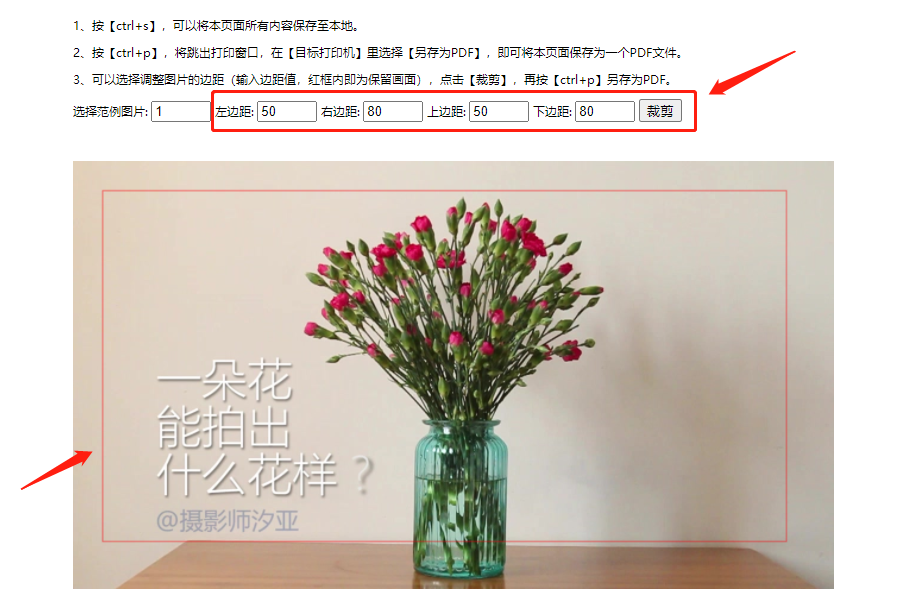 1、按【ctrl+s】，可以将本页面所有内容保存至本地。
2、按【ctrl+p】，将跳出打印窗口，在【目标打印机】里选择【另存为PDF】，即可将本页面保存为一个PDF文件。
3、可以选择调整图片的边距（输入边距值，红框内即为保留画面），点击【裁剪】，再按【ctrl+p】另存为PDF。
选择范例图片: 1 左边距: 50 右边距: 80 上边距: 50 下边距: 80 裁剪
一朵花
能拍出
什么花样？
@摄影师汐亚